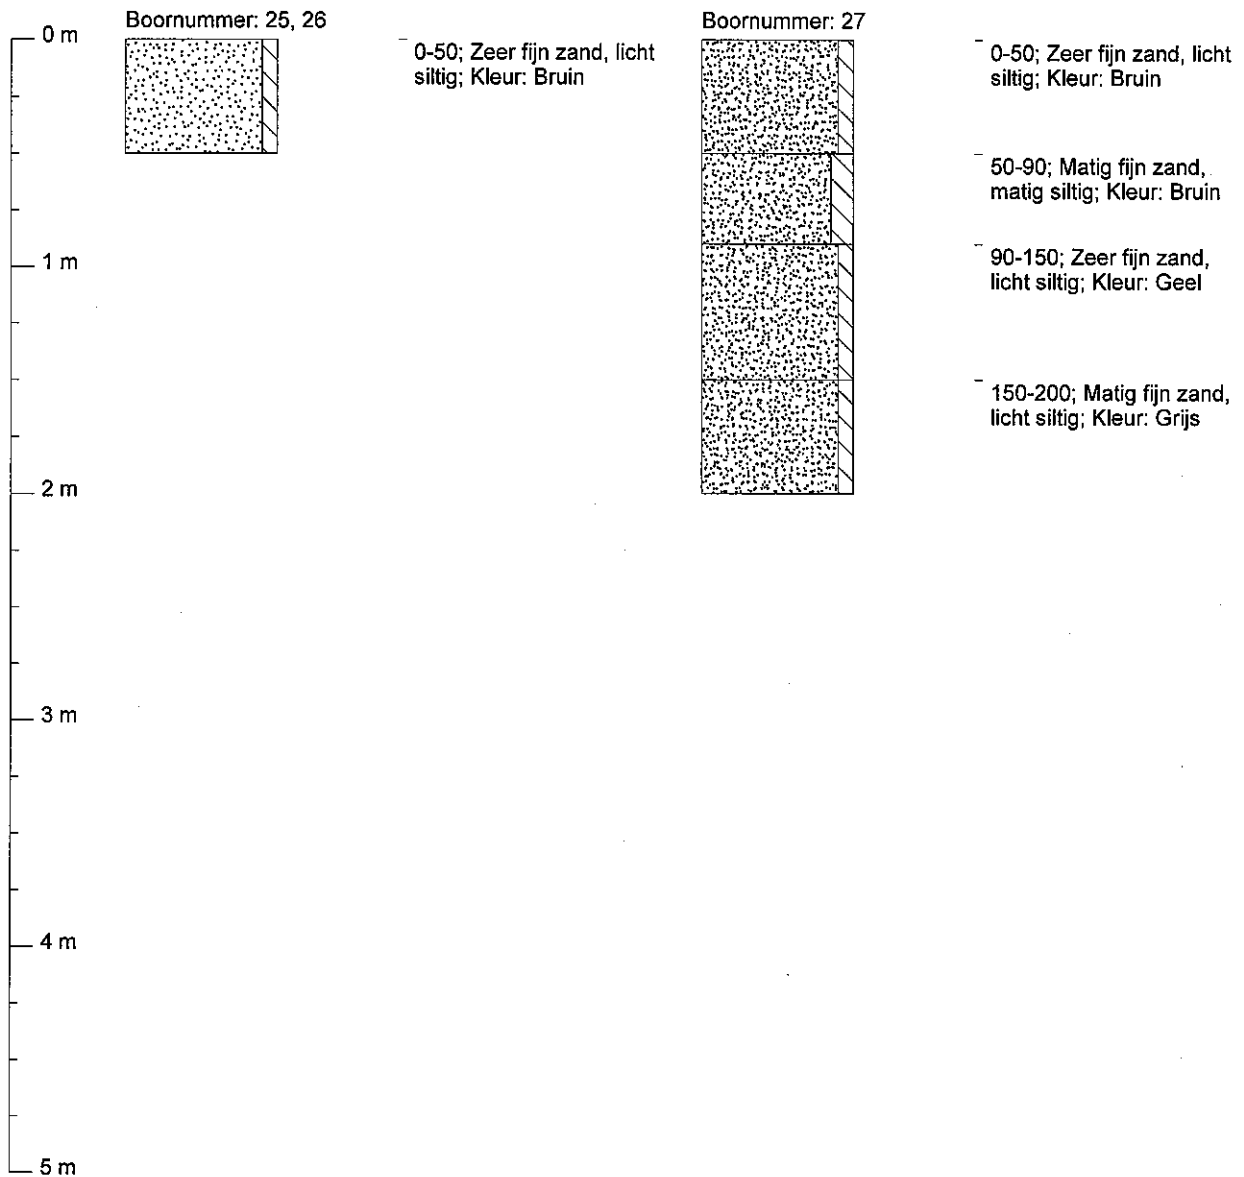 Boornummer: 25, 26
0-50; Zeer fijn zand, licht
siltig; Kleur: Bruin
Boornummer: 27
0-50; Zeer fijn zand, licht
siltig; Kleur: Bruin
50-90; Matig fijn zand,
matig siltig; Kleur: Bruin
90-150; Zeer fijn zand,
licht siltig; Kleur: Geel
150-200; Matig fijn zand,
licht siltig; Kleur: Grijs
0 m
1 m
2 m
3 m
4 m
5 m